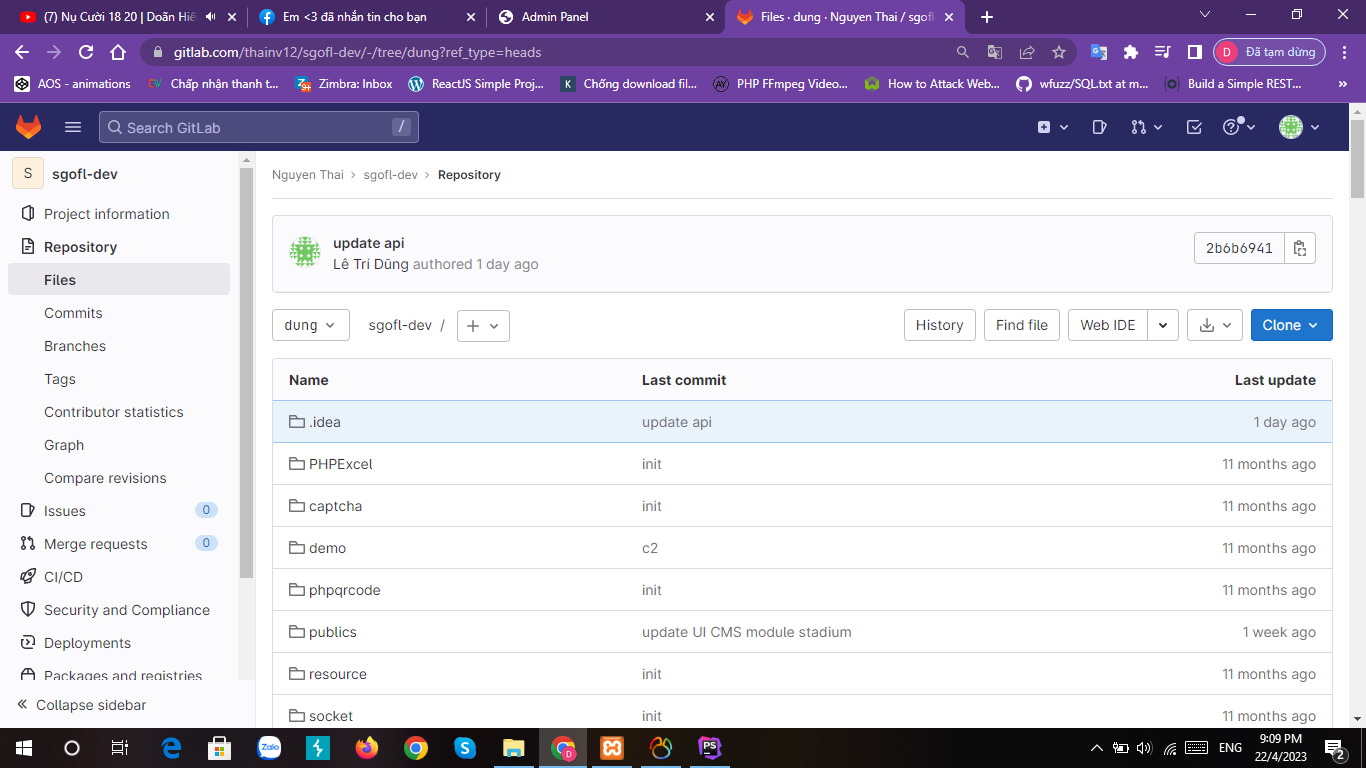 (7) Nụ Cười 18 20 | Doãn Hiế
Em <3 đã nhắn tin cho bạn
Admin Panel
Files · dung · Nguyen Thai / sgofl
gitlab.com/thainv12/sgofl-dev/-/tree/dung?ref_type=heads
D Đã tạm dừng
AOS - animations
Chấp nhận thanh t...
Zimbra: Inbox
ReactJS Simple Proj...
K Chống download fil...
AY PHP FFmpeg Video...
How to Attack Web...
wfuzz/SQL.txt at m...
Build a Simple REST...
»
Search GitLab /
S sgofl-dev
Project information
Repository
Files
Commits
Branches
Tags
Contributor statistics
Graph
Compare revisions
Issues 0
Merge requests 0
CI/CD
Security and Compliance
Deployments
Packages and registries
Collapse sidebar
Nguyen Thai › sgofl-dev › Repository
update api
Lê Trí Dũng authored 1 day ago
2b6b6941
dung sgofl-dev / +
History Find file Web IDE Clone
Name Last commit Last update
.idea update api 1 day ago
PHPExcel init 11 months ago
captcha init 11 months ago
demo c2 11 months ago
phpqrcode init 11 months ago
publics update UI CMS module stadium 1 week ago
resource init 11 months ago
socket init 11 months ago
Zalo
D
PS
ENG
9:09 PM
22/4/2023
2